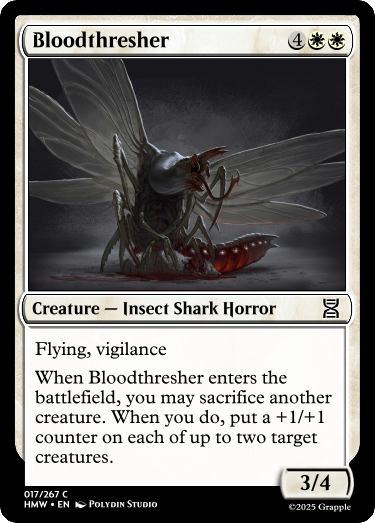 Bloodthresher 4
Creature — Insect Shark Horror
Flying, vigilance
When Bloodthresher enters the
battlefield, you may sacrifice another
creature. When you do, put a +1/+1
counter on each of up to two target
creatures.
3/4
017/267 C
HMW • EN Polydin Studio
©2025 Grapple